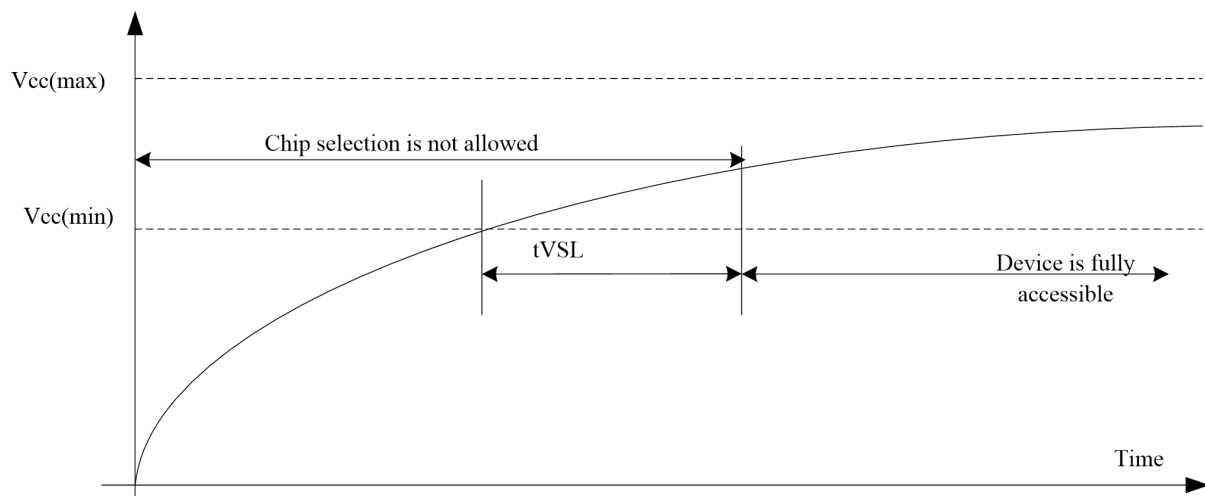 Vcc(max)
Chip selection is not allowed
Vcc(min)
tVSL
Device is fully
accessible
Time